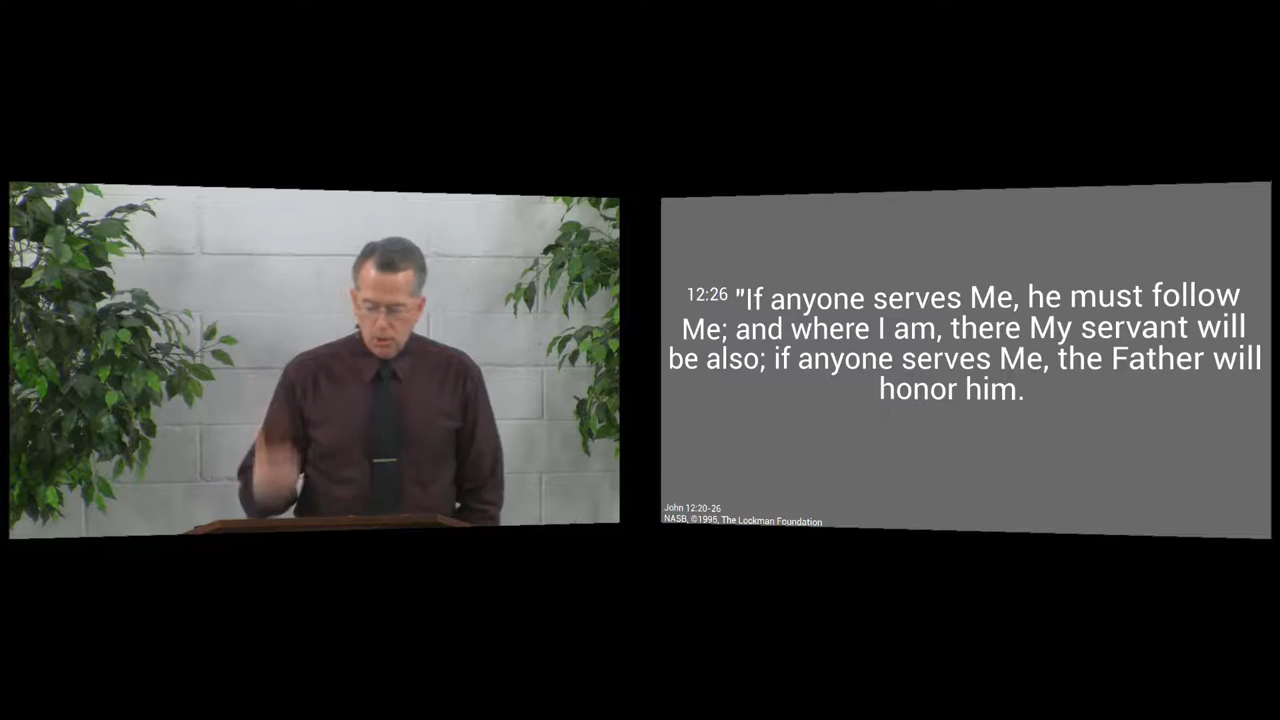 12:26 "If anyone serves Me, he must follow
Me; and where I am, there My servant will
be also; if anyone serves Me, the Father will
honor him.
John 12:20-26
NASB, ©1995, The Lockman Foundation